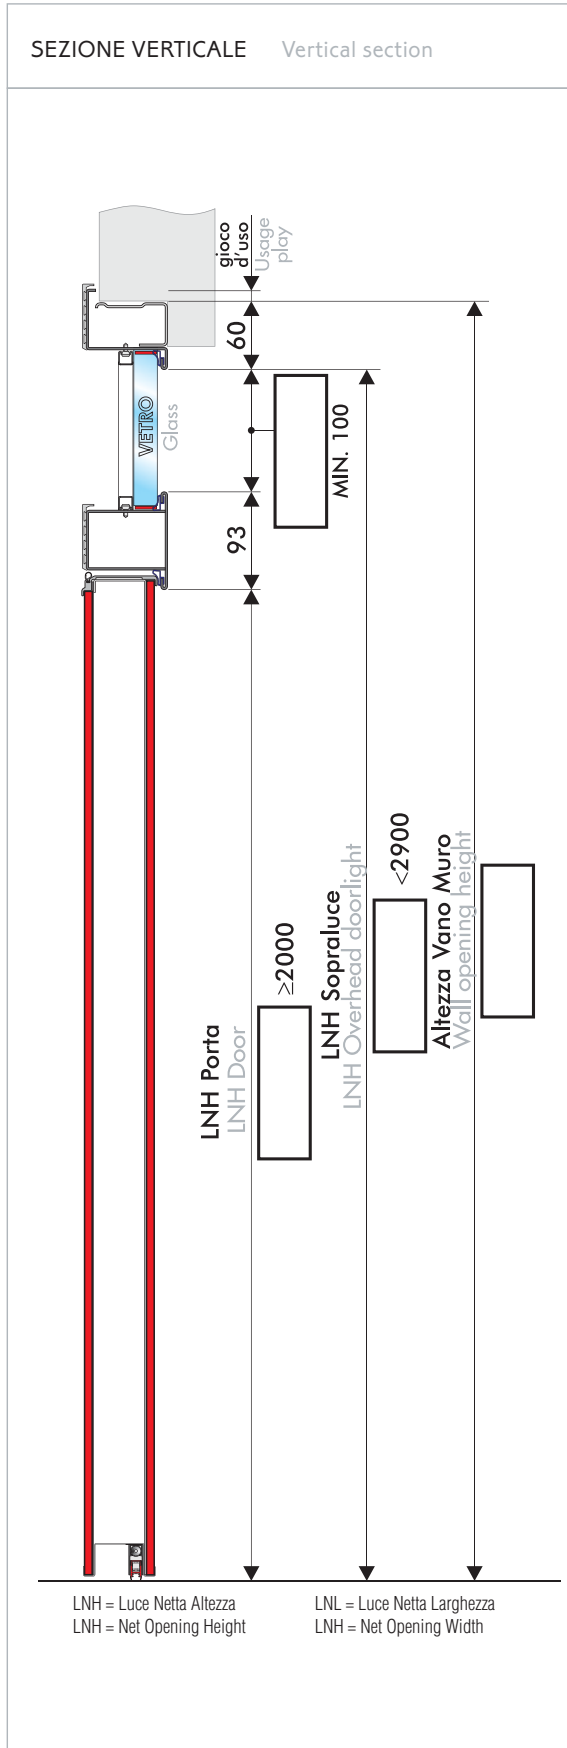 SEZIONE VERTICALE Vertical section
gioco
d'uso
Usage
play
60
VETRO
Glass
MIN. 100
93
LNH Porta
LNH Door
≥2000
LNH Sopraluce
LNH Overhead doorlight
<2900
Altezza Vano Muro
Wall opening height
LNH = Luce Netta Altezza
LNH = Net Opening Height
LNL = Luce Netta Larghezza
LNH = Net Opening Width